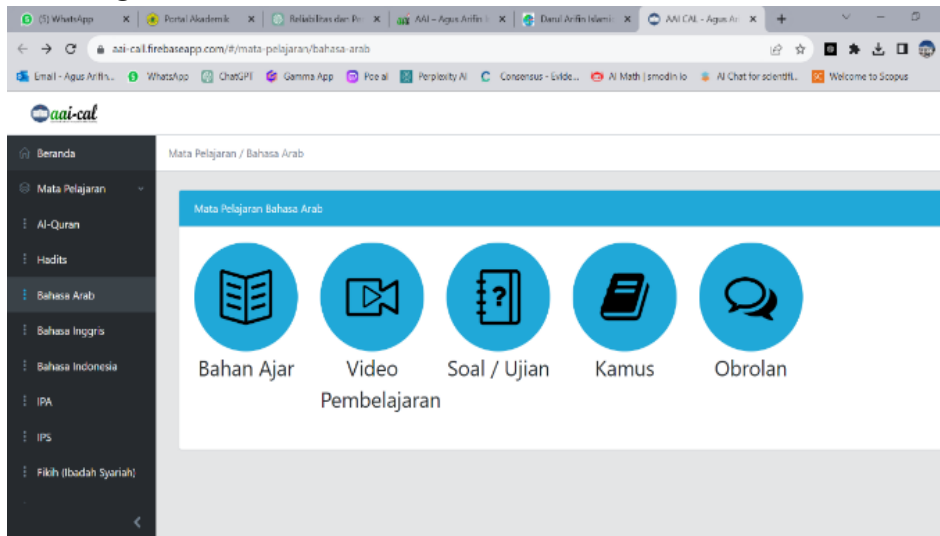 (5) WhatsApp
Portal Akademik
Reliabilitas dan Pe
AAI – Agus Arifin I
Darul Arifin Islami
AAI CAL - Agus Ar
aai-call.firebaseapp.com/#/mata-pelajaran/bahasa-arab
Email - Agus Arifin...
WhatsApp
ChatGPT
Gamma App
Poe ai
Perplexity AI
Consensus - Evide...
AI Math | smodin io
AI Chat for scientifi...
Welcome to Scopus
aai-cal
Beranda
Mata Pelajaran / Bahasa Arab
Mata Pelajaran
Mata Pelajaran Bahasa Arab
Al-Quran
Hadits
Bahasa Arab
Bahasa Inggris
Bahasa Indonesia
IPA
IPS
Fikih (Ibadah Syariah)
?
Bahan Ajar
Video
Pembelajaran
Soal / Ujian
Kamus
Obrolan